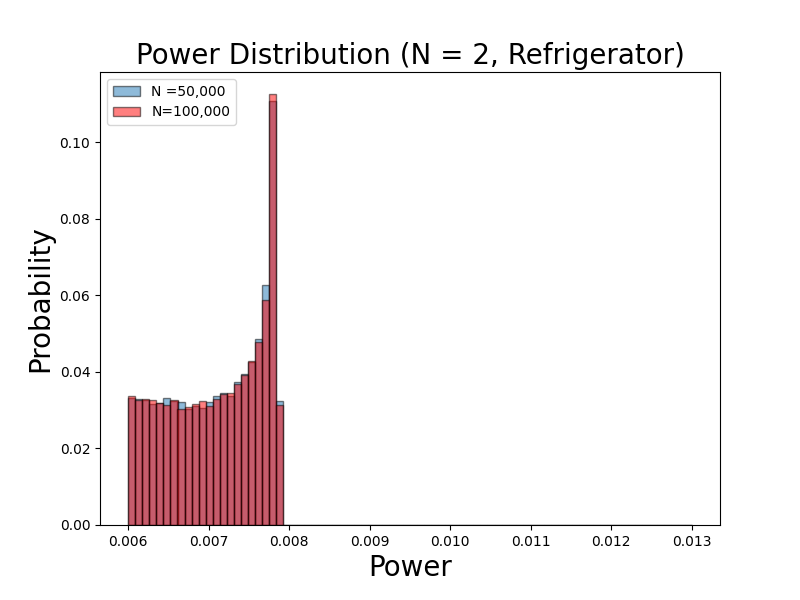 Power Distribution (N = 2, Refrigerator)
N =50,000
N=100,000
Probability
0.10
0.08
0.06
0.04
0.02
0.00
0.006 0.007 0.008 0.009 0.010 0.011 0.012 0.013
Power